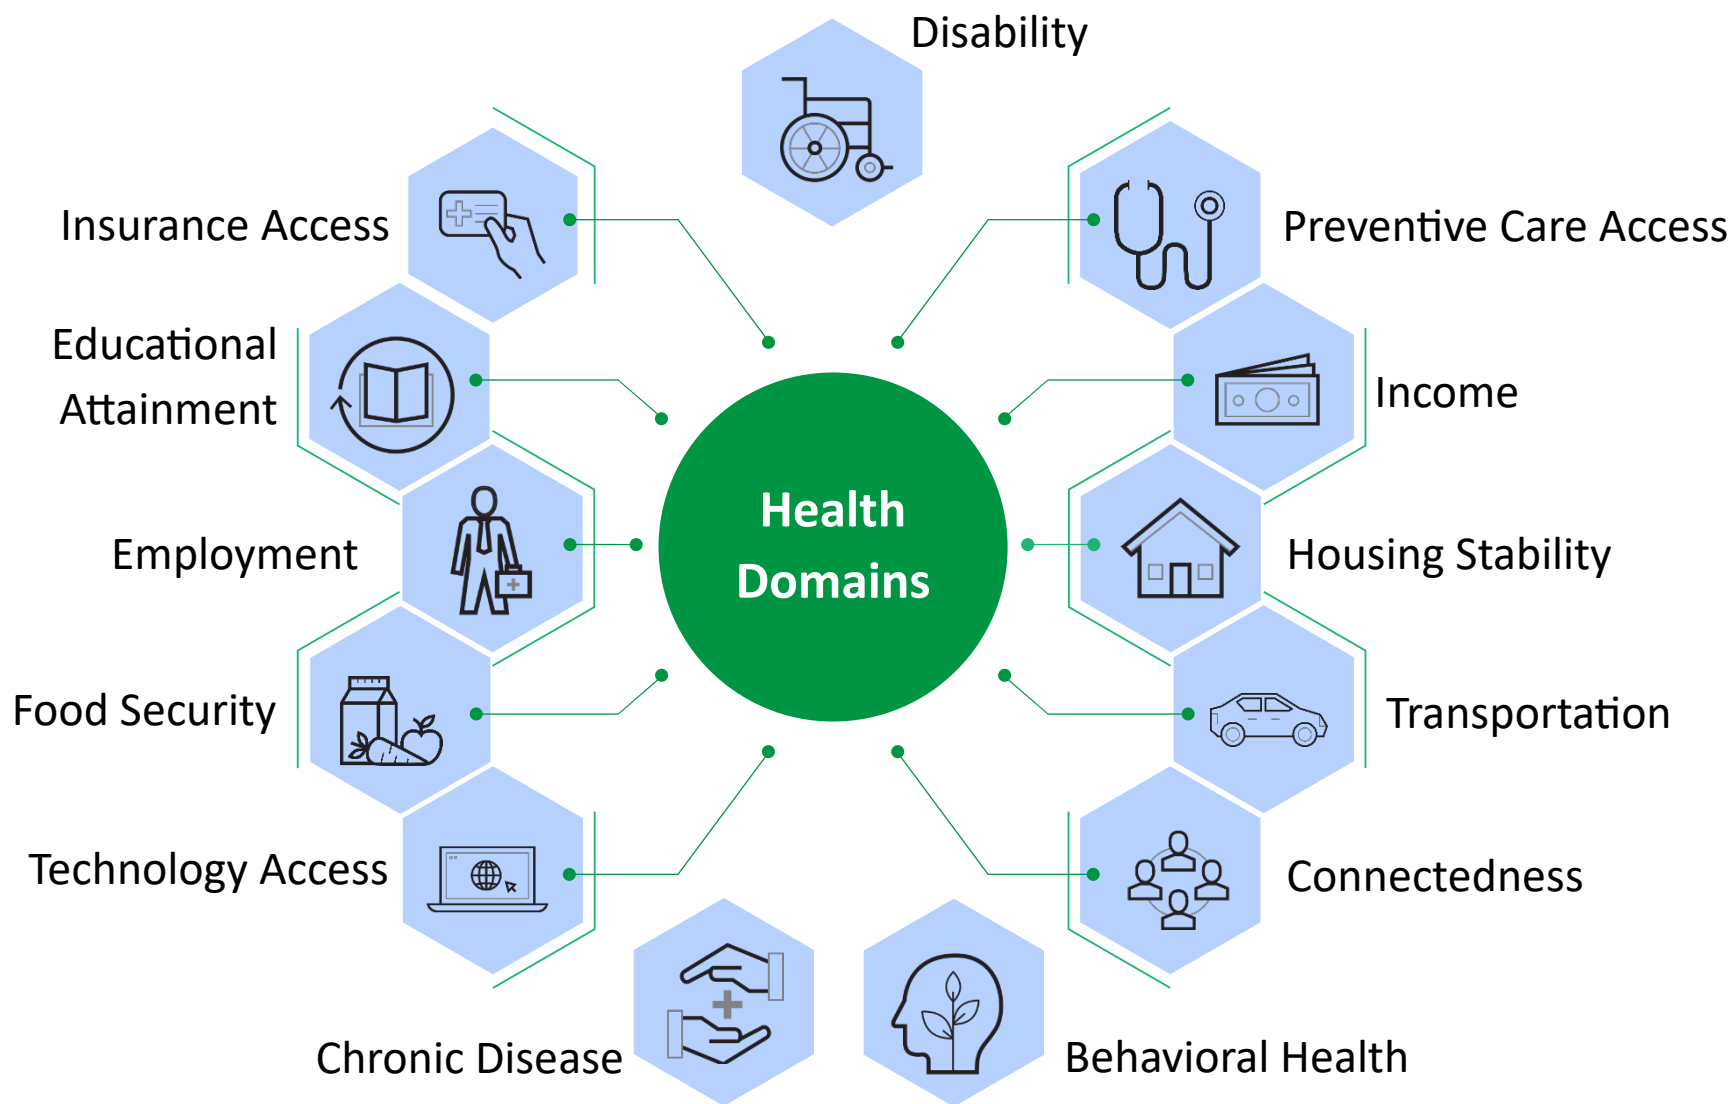 Disability
Insurance Access
Preventive Care Access
Educational
Attainment
Income
Health
Domains
Employment
Housing Stability
Food Security
Transportation
Technology Access
Connectedness
Chronic Disease
Behavioral Health